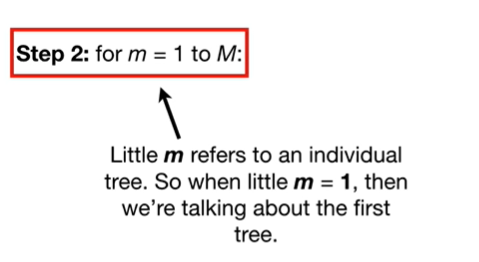 Step 2: for m = 1 to M:
Little m refers to an individual
tree. So when little m = 1, then
we're talking about the first
tree.